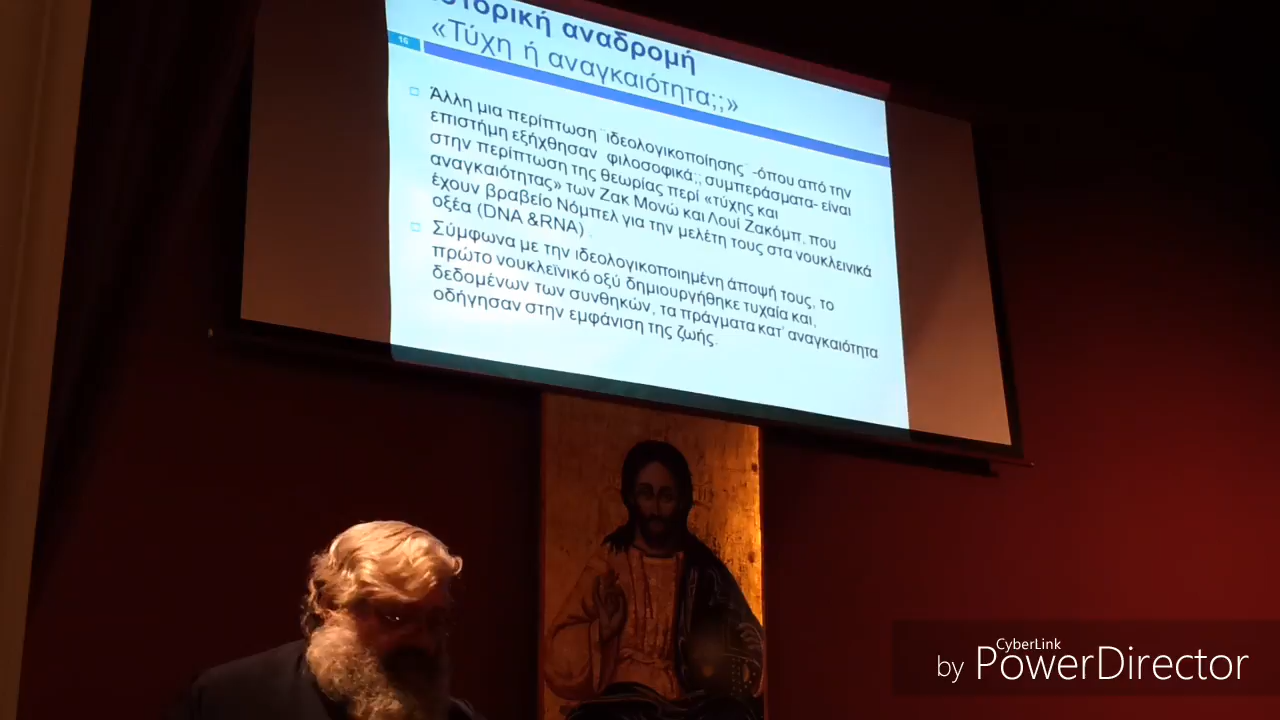 ιστορική αναδρομή
16
«Τύχη ή αναγκαιότητα;;»
Άλλη μια περίπτωση ¨ιδεολογικοποίησης¨ -όπου από την
επιστήμη εξήχθησαν φιλοσοφικά;; συμπεράσματα- είναι
στην περίπτωση της θεωρίας περί «τύχης και
αναγκαιότητας» των Ζακ Μονώ και Λουί Ζακόμπ, που
έχουν βραβείο Νόμπελ για την μελέτη τους στα νουκλεινικά
οξέα (DNA &RNA) .
Σύμφωνα με την ιδεολογικοποιημένη άποψή τους, το
πρώτο νουκλεϊνικό οξύ δημιουργήθηκε τυχαία και,
δεδομένων των συνθηκών, τα πράγματα κατ' αναγκαιότητα
οδήγησαν στην εμφάνιση της ζωής.
CyberLink
by PowerDirector